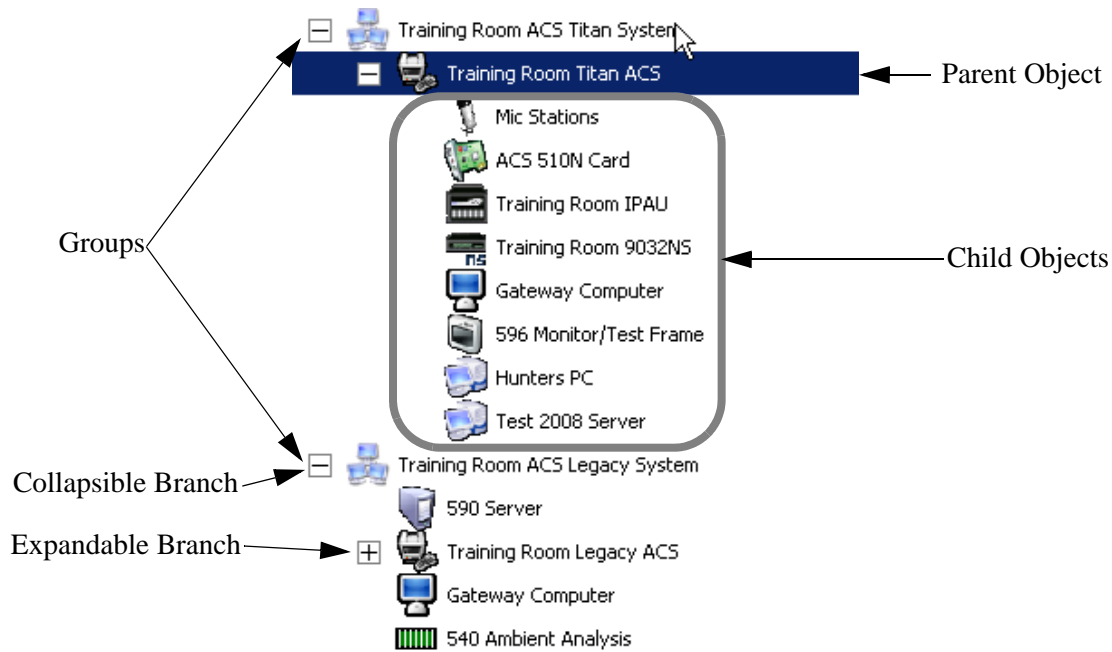 Training Room ACS Titan System
Training Room Titan ACS
Parent Object
Mic Stations
ACS 510N Card
Training Room IPAU
Groups
Training Room 9032NS
NS
Child Objects
Gateway Computer
596 Monitor/Test Frame
Hunters PC
Test 2008 Server
Training Room ACS Legacy System
Collapsible Branch
590 Server
Expandable Branch
Training Room Legacy ACS
Gateway Computer
540 Ambient Analysis